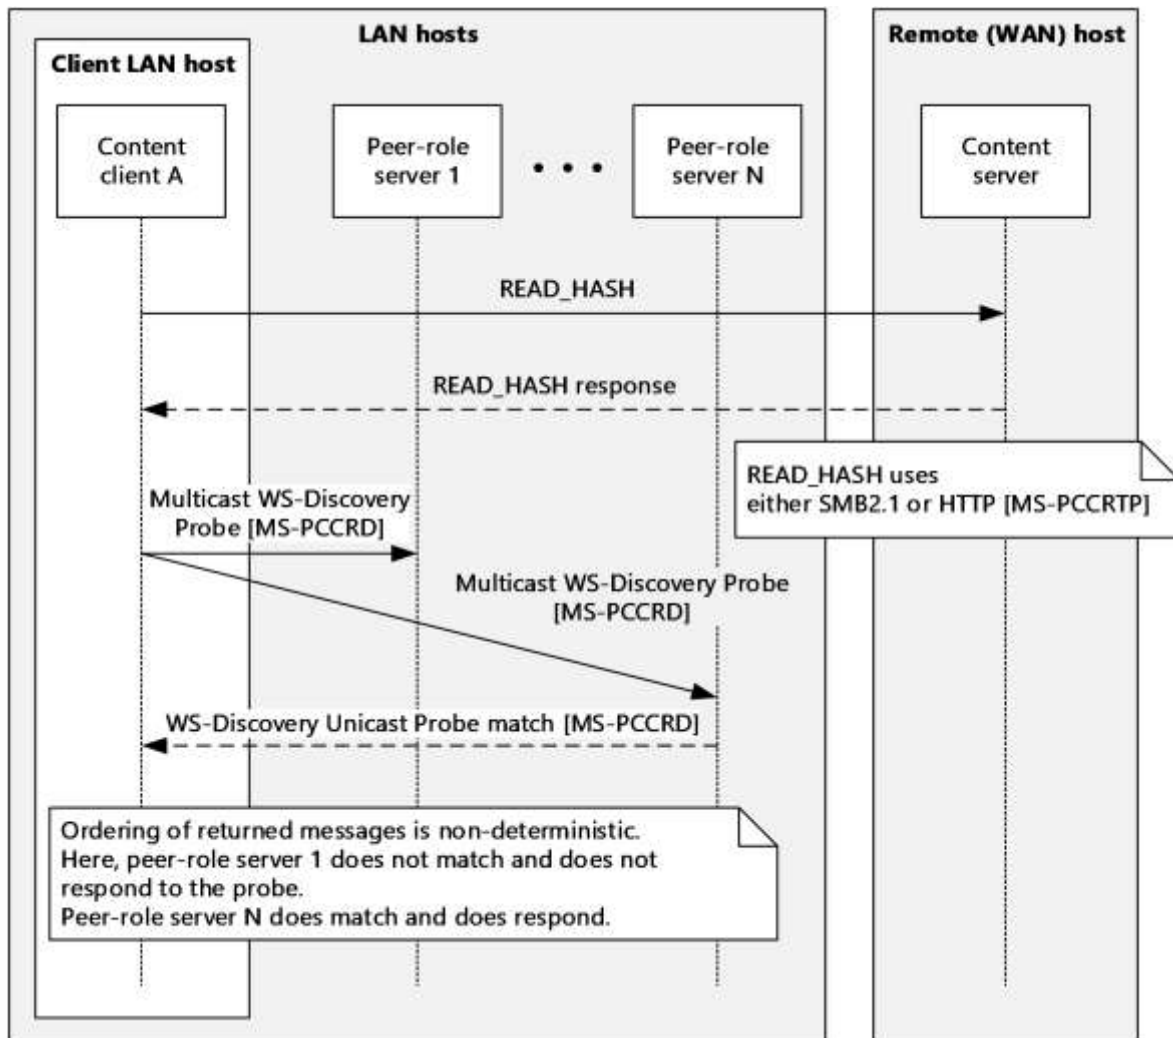 LAN hosts
Remote (WAN) host
Client LAN host
Content
client A
Peer-role
server 1
• • •
Peer-role
server N
Content
server
READ_HASH
READ_HASH response
READ_HASH uses
either SMB2.1 or HTTP [MS-PCCRTP]
Multicast WS-Discovery
Probe [MS-PCCRD]
Multicast WS-Discovery Probe
[MS-PCCRD]
WS-Discovery Unicast Probe match [MS-PCCRD]
Ordering of returned messages is non-deterministic.
Here, peer-role server 1 does not match and does not
respond to the probe.
Peer-role server N does match and does respond.